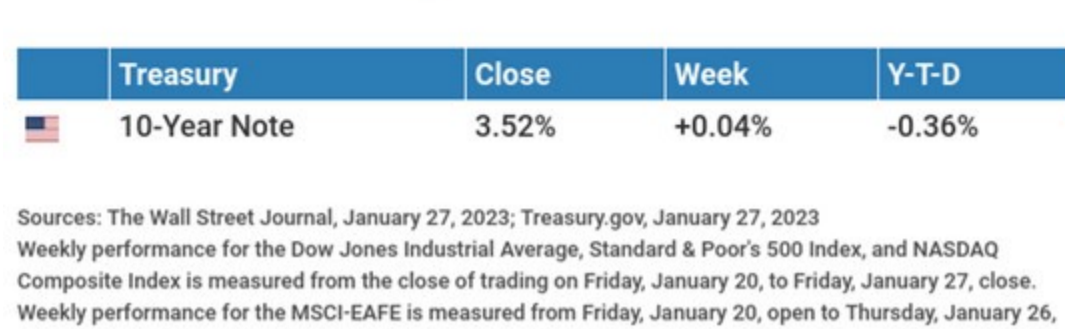 Treasury Close Week Y-T-D
10-Year Note 3.52% +0.04% -0.36%
Sources: The Wall Street Journal, January 27, 2023; Treasury.gov, January 27, 2023
Weekly performance for the Dow Jones Industrial Average, Standard & Poor's 500 Index, and NASDAQ
Composite Index is measured from the close of trading on Friday, January 20, to Friday, January 27, close.
Weekly performance for the MSCI-EAFE is measured from Friday, January 20, open to Thursday, January 26,